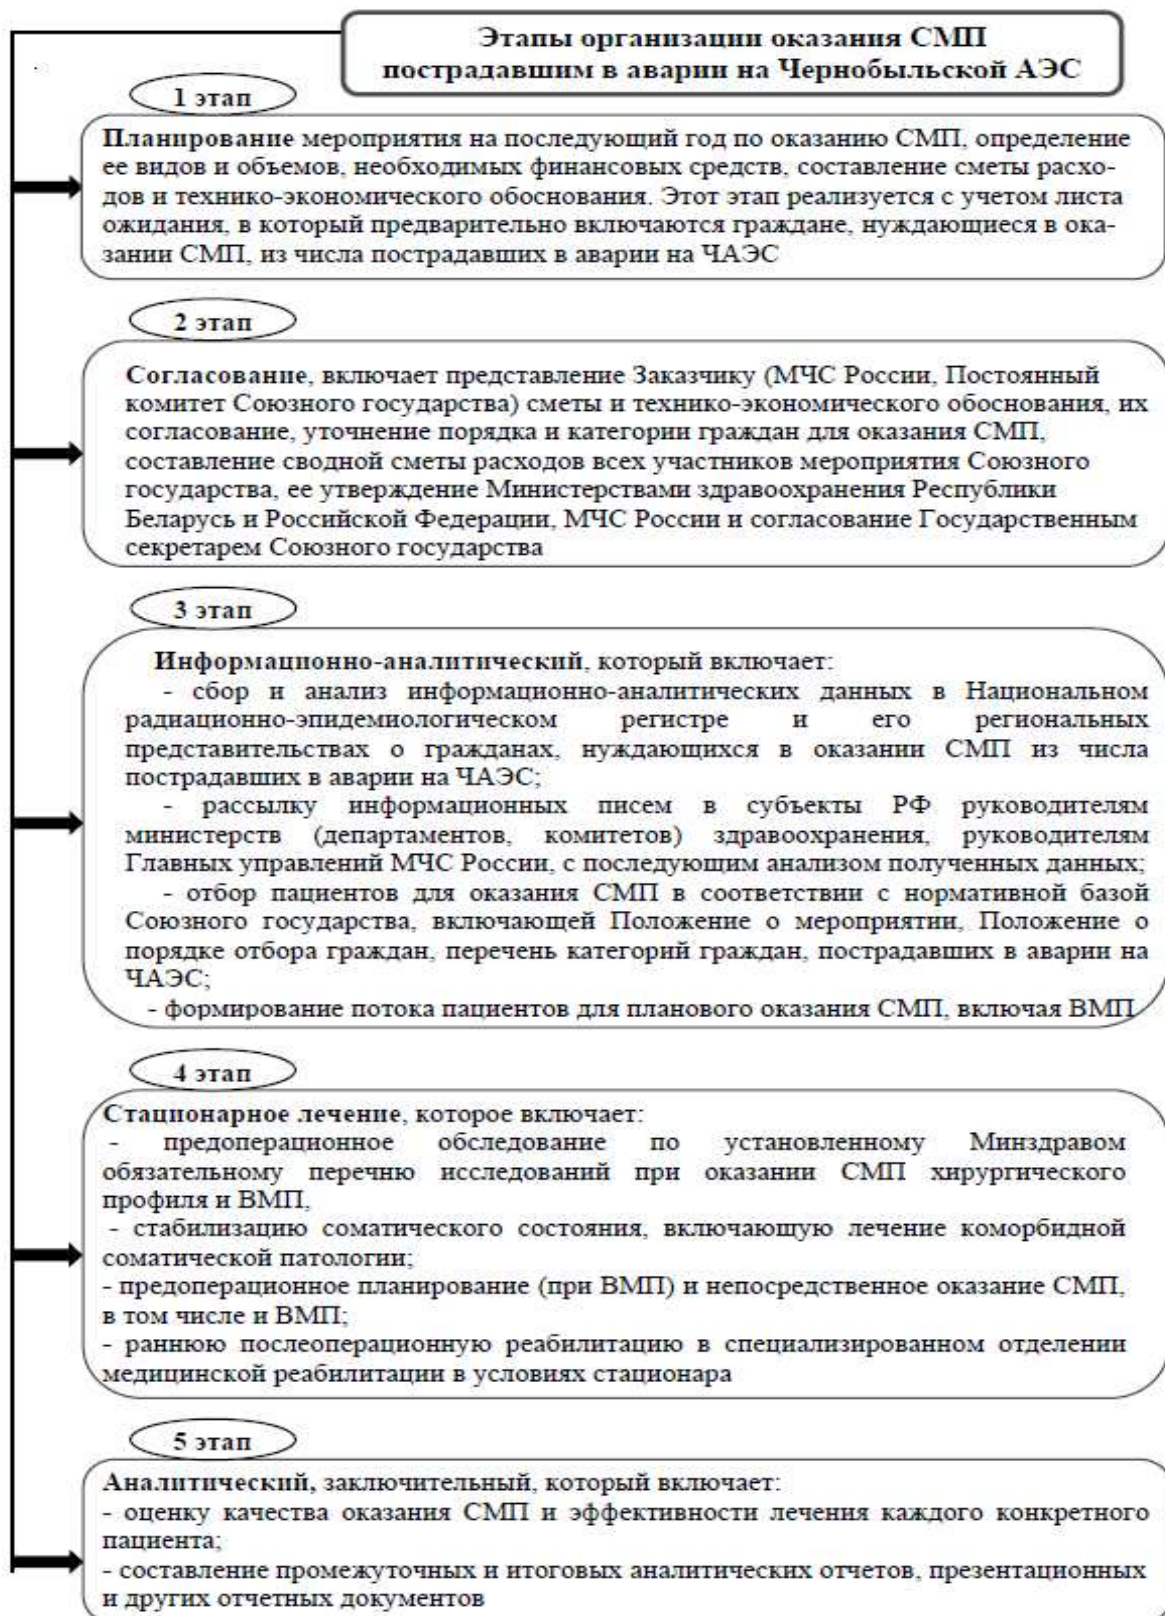 Этапы организации оказания СМП
пострадавшим в аварии на Чернобыльской АЭС
1 этап
Планирование мероприятия на последующий год по оказанию СМП, определение
ее видов и объемов, необходимых финансовых средств, составление сметы расхо-
дов и технико-экономического обоснования. Этот этап реализуется с учетом листа
ожидания, в который предварительно включаются граждане, нуждающиеся в ока-
зании СМП, из числа пострадавших в аварии на ЧАЭС
2 этап
Согласование, включает представление Заказчику (МЧС России, Постоянный
комитет Союзного государства) сметы и технико-экономического обоснования, их
согласование, уточнение порядка и категории граждан для оказания СМП,
составление сводной сметы расходов всех участников мероприятия Союзного
государства, ее утверждение Министерствами здравоохранения Республики
Беларусь и Российской Федерации, МЧС России и согласование Государственным
секретарем Союзного государства
3 этап
Информационно-аналитический, который включает:
- сбор и анализ информационно-аналитических данных в Национальном
радиационно-эпидемиологическом регистре и его региональных
представительствах о гражданах, нуждающихся в оказании СМП из числа
пострадавших в аварии на ЧАЭС;
- рассылку информационных писем в субъекты РФ руководителям
министерств (департаментов, комитетов) здравоохранения, руководителям
Главных управлений МЧС России, с последующим анализом полученных данных;
- отбор пациентов для оказания СМП в соответствии с нормативной базой
Союзного государства, включающей Положение о мероприятии, Положение о
порядке отбора граждан, перечень категорий граждан, пострадавших в аварии на
ЧАЭС;
- формирование потока пациентов для планового оказания СМП, включая ВМП
4 этап
Стационарное лечение, которое включает:
- предоперационное обследование по установленному Минздравом
обязательному перечню исследований при оказании СМП хирургического
профиля и ВМП,
- стабилизацию соматического состояния, включающую лечение коморбидной
соматической патологии;
- предоперационное планирование (при ВМП) и непосредственное оказание СМП,
в том числе и ВМП;
- раннюю послеоперационную реабилитацию в специализированном отделении
медицинской реабилитации в условиях стационара
5 этап
Аналитический, заключительный, который включает:
- оценку качества оказания СМП и эффективности лечения каждого конкретного
пациента;
- составление промежуточных и итоговых аналитических отчетов, презентационных
и других отчетных документов